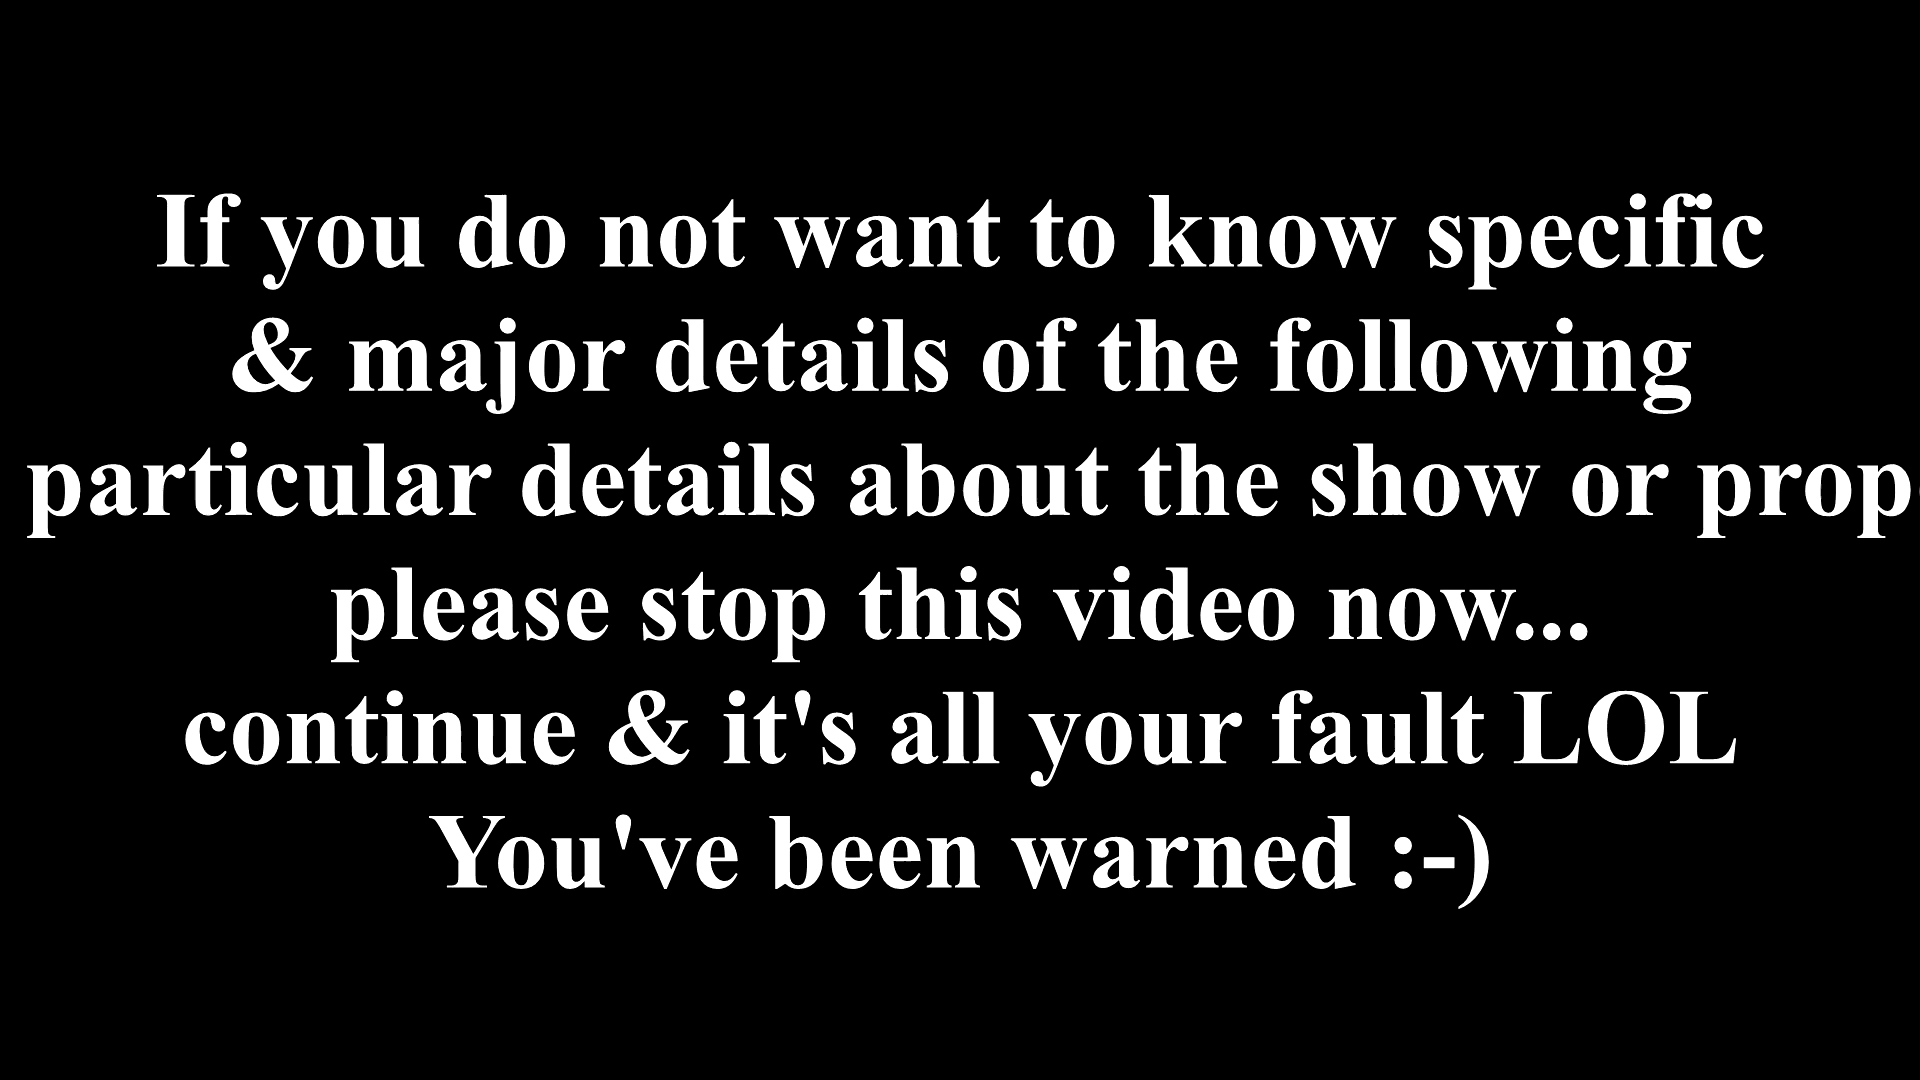 If you do not want to know specific
& major details of the following
particular details about the show or prop
please stop this video now...
continue & it's all your fault LOL
You've been warned :-)